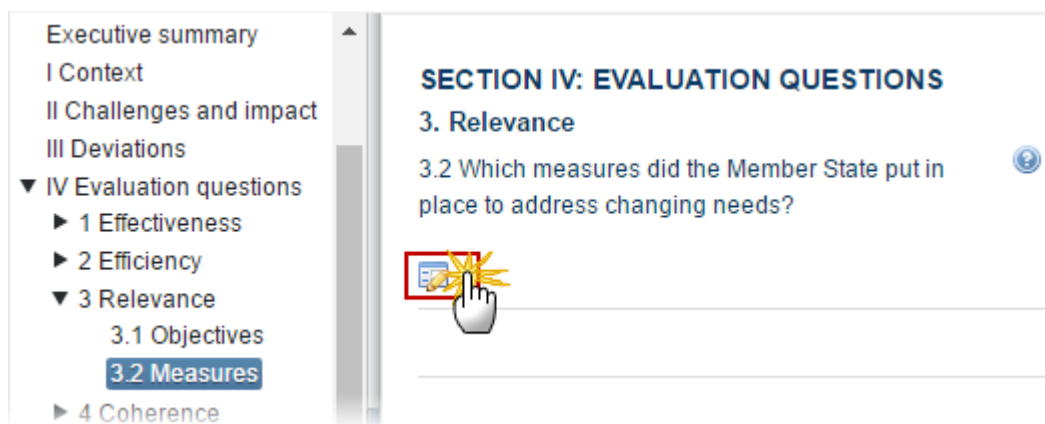 Executive summary
I Context
II Challenges and impact
III Deviations
IV Evaluation questions
1 Effectiveness
2 Efficiency
3 Relevance
3.1 Objectives
3.2 Measures
4 Coherence
SECTION IV: EVALUATION QUESTIONS
3. Relevance
3.2 Which measures did the Member State put in
place to address changing needs?